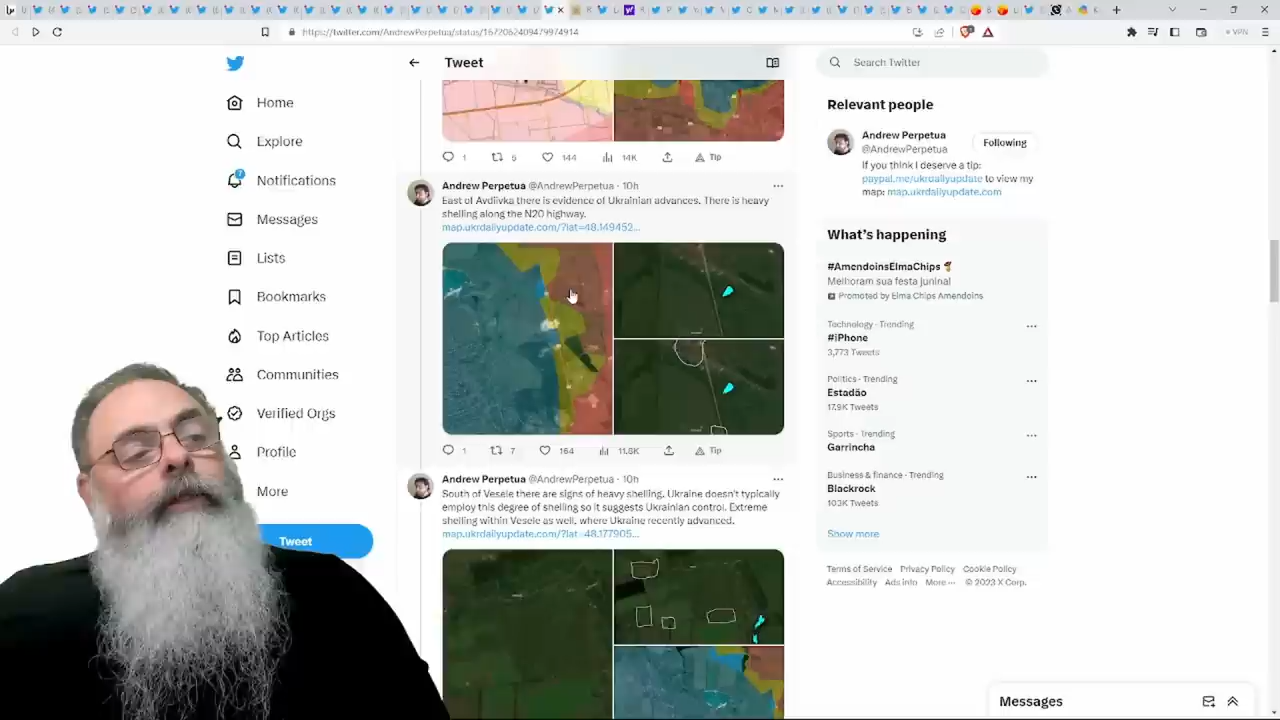 https://twitter.com/AndrewPerpetua/status/1672062409479974914
VPN
Home
Explore
7
Notifications
Messages
Lists
Bookmarks
Top Articles
Communities
Verified Orgs
Profile
More
Tweet
Tweet
1 5 144 14K Tip
Andrew Perpetua @AndrewPerpetua · 10h
East of Avdiivka there is evidence of Ukrainian advances. There is heavy
shelling along the N20 highway.
map.ukrdailyupdate.com/?lat=48.149452...
1 7 164 11.8K Tip
Andrew Perpetua @AndrewPerpetua · 10h
South of Vesele there are signs of heavy shelling. Ukraine doesn't typically
employ this degree of shelling so it suggests Ukrainian control. Extreme
shelling within Vesele as well, where Ukraine recently advanced.
map.ukrdailyupdate.com/?lat=48.177905...
Search Twitter
Relevant people
Andrew Perpetua
@AndrewPerpetua
Following
If you think I deserve a tip:
paypal.me/ukrdailyupdate to view my
map: map.ukrdailyupdate.com
What's happening
#AmendoinsElmaChips
Melhoram sua festa junina!
Promoted by Elma Chips Amendoins
Technology · Trending
#iPhone
3,773 Tweets
Politics · Trending
Estadão
17.9K Tweets
Sports · Trending
Garrincha
Business & finance · Trending
Blackrock
103K Tweets
Show more
Terms of Service Privacy Policy Cookie Policy
Accessibility Ads info More ··· © 2023 X Corp.
Messages